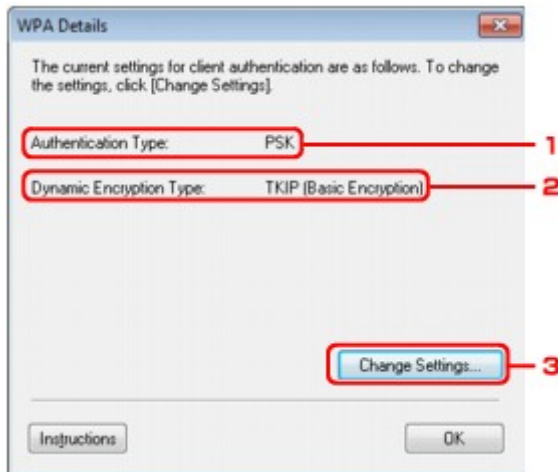 WPA Details
The current settings for client authentication are as follows. To change
the settings, click [Change Settings].
Authentication Type: PSK 1
Dynamic Encryption Type: TKIP (Basic Encryption) 2
Change Settings... 3
Instructions OK